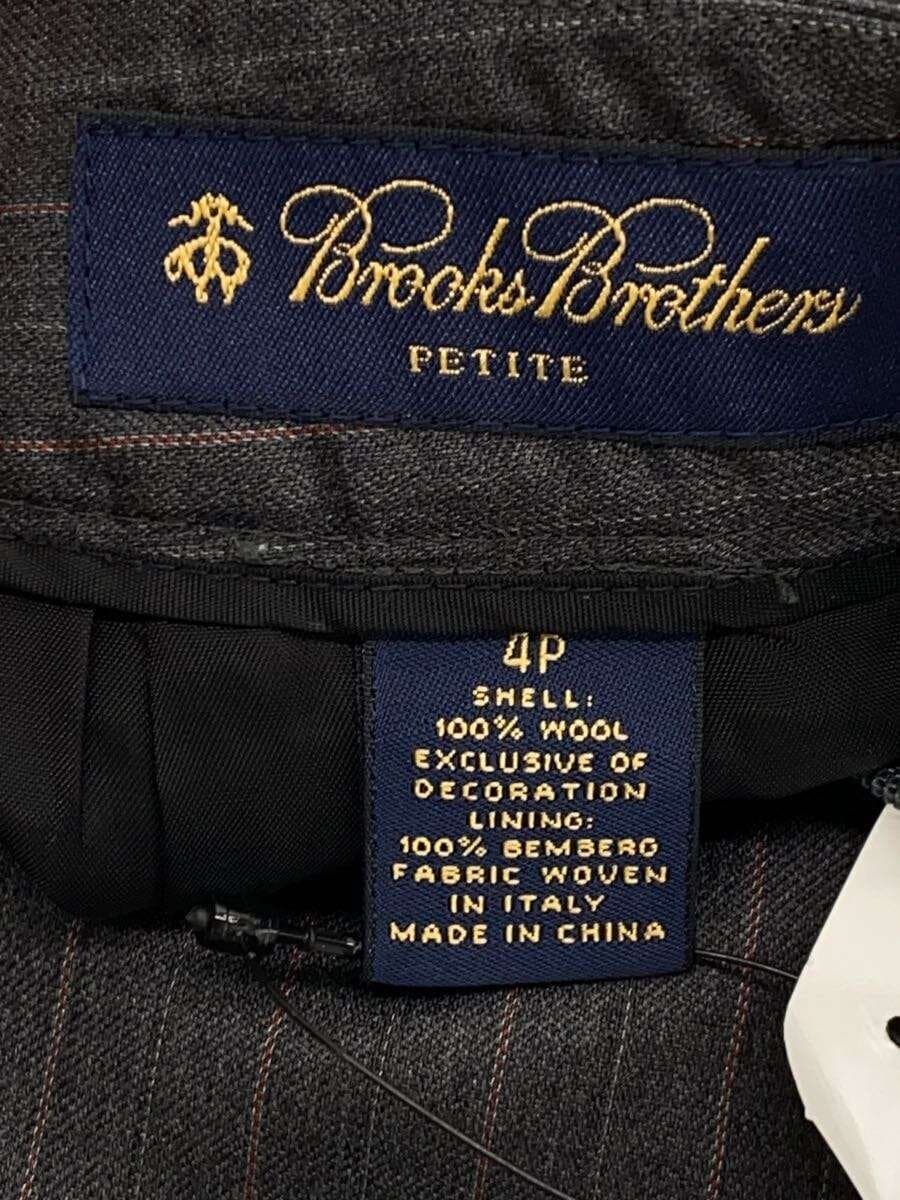 Brooks Brothers
PETITE
4P
SHELL:
100% WOOL
EXCLUSIVE OF
DECORATION
LINING:
100% BEMBERG
FABRIC WOVEN
IN ITALY
MADE IN CHINA